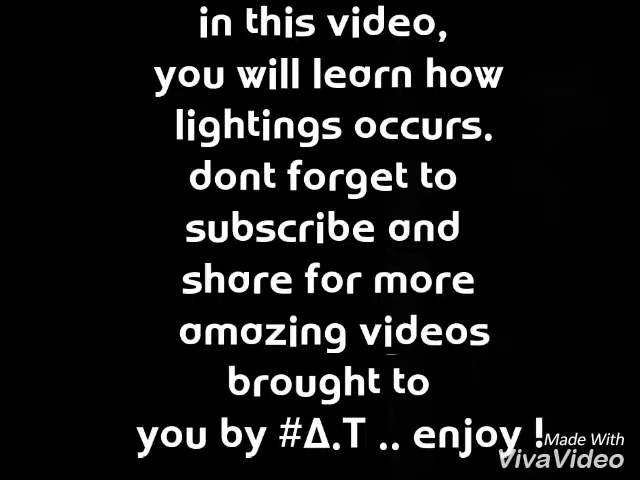 in this video,
you will learn how
lightings occurs.
dont forget to
subscribe and
share for more
amazing videos
brought to
you by #A.T .. enjoy !
Made With
VivaVideo